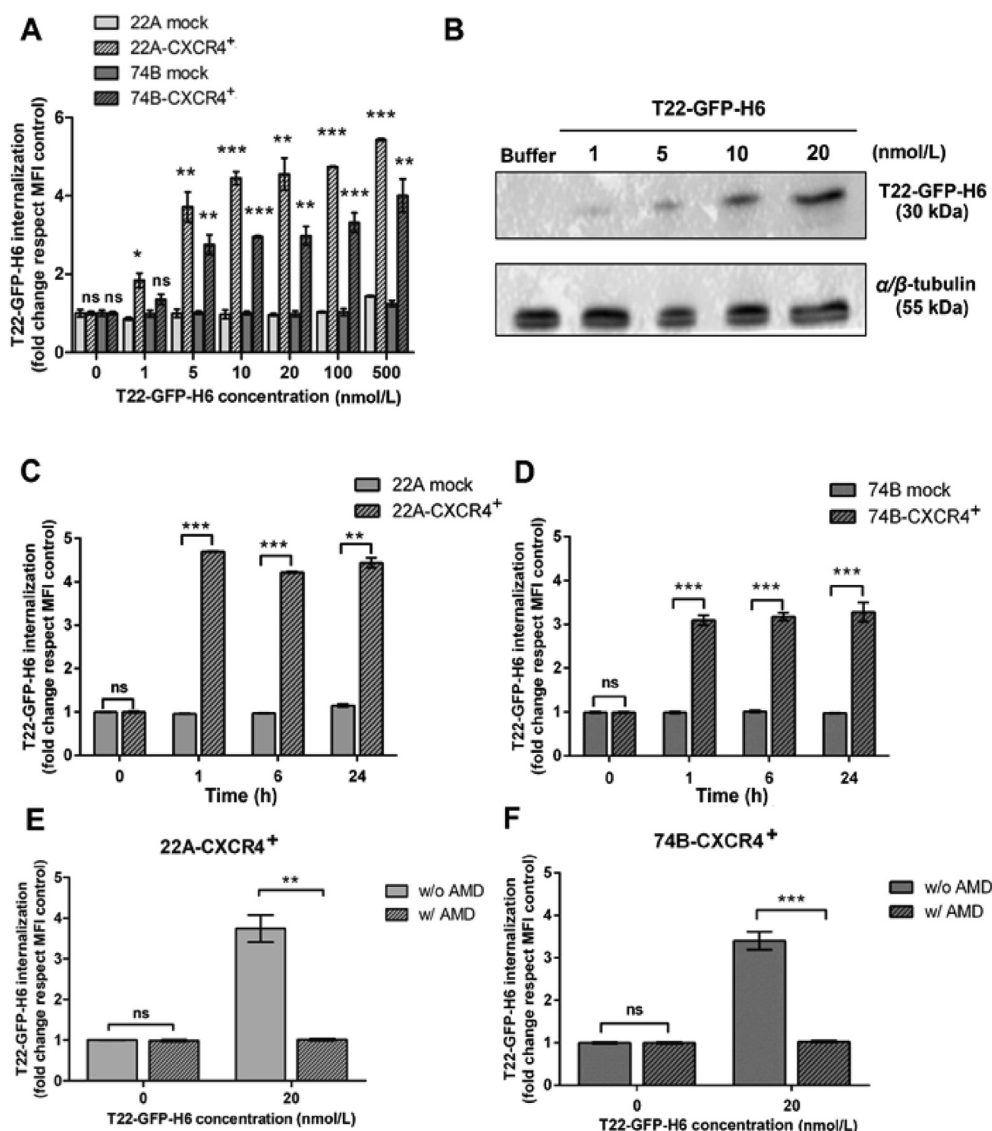 A
22A mock
22A-CXCR4+
74B mock
74B-CXCR4+
T22-GFP-H6 internalization
(fold change respect MFI control)
6
4
2
0
ns ns
*
ns
**
**
***
***
**
**
***
***
***
**
0 1 5 10 20 100 500
T22-GFP-H6 concentration (nmol/L)
B
T22-GFP-H6
Buffer 1 5 10 20 (nmol/L)
T22-GFP-H6
(30 kDa)
α/β-tubulin
(55 kDa)
C
22A mock
22A-CXCR4+
T22-GFP-H6 internalization
(fold change respect MFI control)
5
4
3
2
1
0
ns
***
***
**
0 1 6 24
Time (h)
D
74B mock
74B-CXCR4+
T22-GFP-H6 internalization
(fold change respect MFI control)
5
4
3
2
1
0
ns
***
***
***
0 1 6 24
Time (h)
E
22A-CXCR4+
w/o AMD
w/ AMD
T22-GFP-H6 internalization
(fold change respect MFI control)
5
4
3
2
1
0
ns
**
0 20
T22-GFP-H6 concentration (nmol/L)
F
74B-CXCR4+
w/o AMD
w/ AMD
T22-GFP-H6 internalization
(fold change respect MFI control)
5
4
3
2
1
0
ns
***
0 20
T22-GFP-H6 concentration (nmol/L)